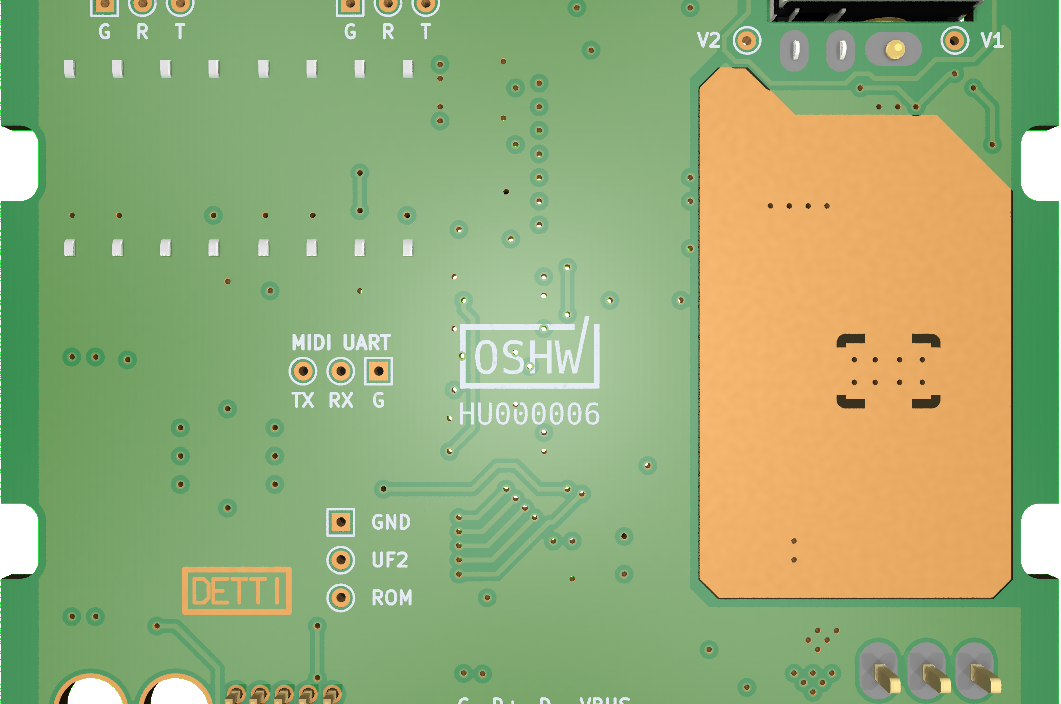 G R T
G R T
V2
V1
MIDI UART
TX RX G
OSHW
HU000006
GND
UF2
ROM
DETTI